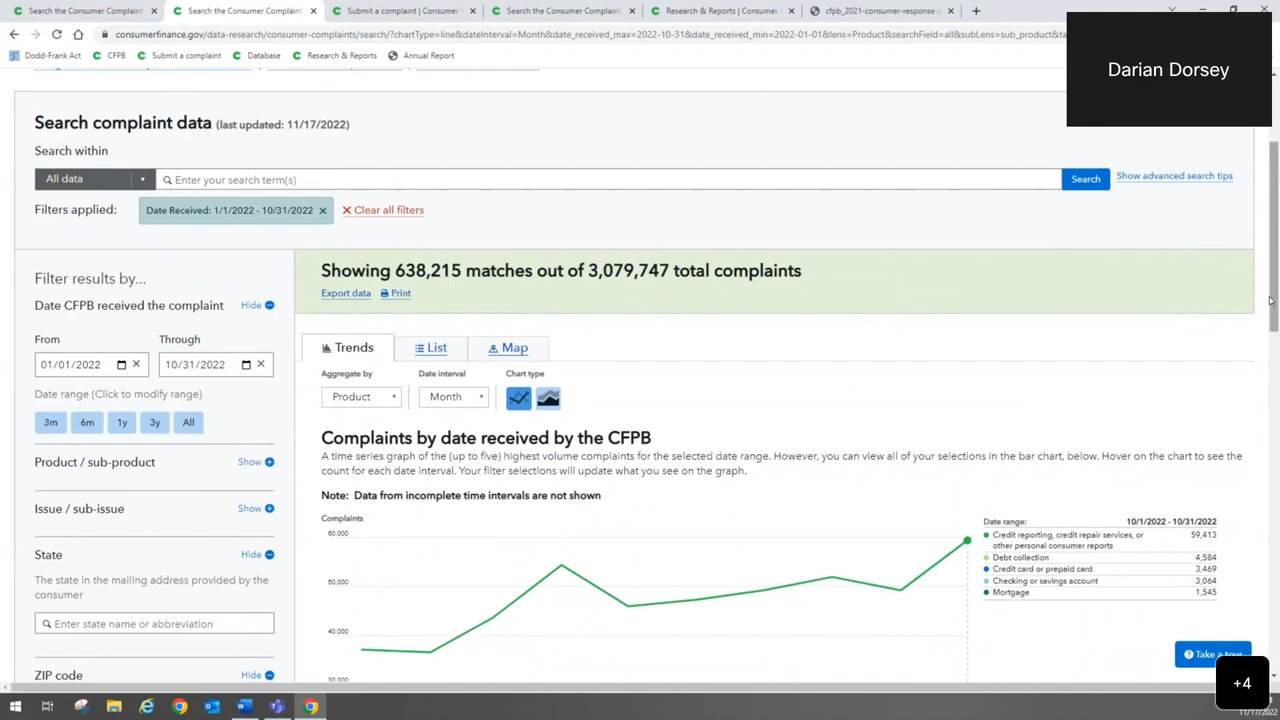 Search the Consumer Complaint
Search the Consumer Complaint
Submit a complaint | Consumer
Search the Consumer Complaint
Research & Reports | Consumer
cfpb_2021-consumer-response-
consumerfinance.gov/data-research/consumer-complaints/search/?chartType=line&dateInterval=Month&date_received_max=2022-10-31&date_received_min=2022-01-01&lens=Product&searchField=all&subLens=sub_product&ta
Dodd-Frank Act CFPB Submit a complaint Database Research & Reports Annual Report
Darian Dorsey
Search complaint data (last updated: 11/17/2022)
Search within
All data Enter your search term(s) Search Show advanced search tips
Filters applied: Date Received: 1/1/2022 - 10/31/2022 Clear all filters
Filter results by...
Date CFPB received the complaint Hide
From Through
01/01/2022 10/31/2022
Date range (Click to modify range)
3m 6m 1y 3y All
Product / sub-product Show
Issue / sub-issue Show
State Hide
The state in the mailing address provided by the
consumer
Enter state name or abbreviation
ZIP code Hide
Showing 638,215 matches out of 3,079,747 total complaints
Export data Print
Trends List Map
Aggregate by Date interval Chart type
Product Month
Complaints by date received by the CFPB
A time series graph of the (up to five) highest volume complaints for the selected date range. However, you can view all of your selections in the bar chart, below. Hover on the chart to see the
count for each date interval. Your filter selections will update what you see on the graph.
Note: Data from incomplete time intervals are not shown
Complaints
60,000
50,000
40,000
30,000
Date range: 10/1/2022 - 10/31/2022
Credit reporting, credit repair services, or 59,413
other personal consumer reports
Debt collection 4,584
Credit card or prepaid card 3,469
Checking or savings account 3,064
Mortgage 1,545
Take a tour
+4
11/17/2022